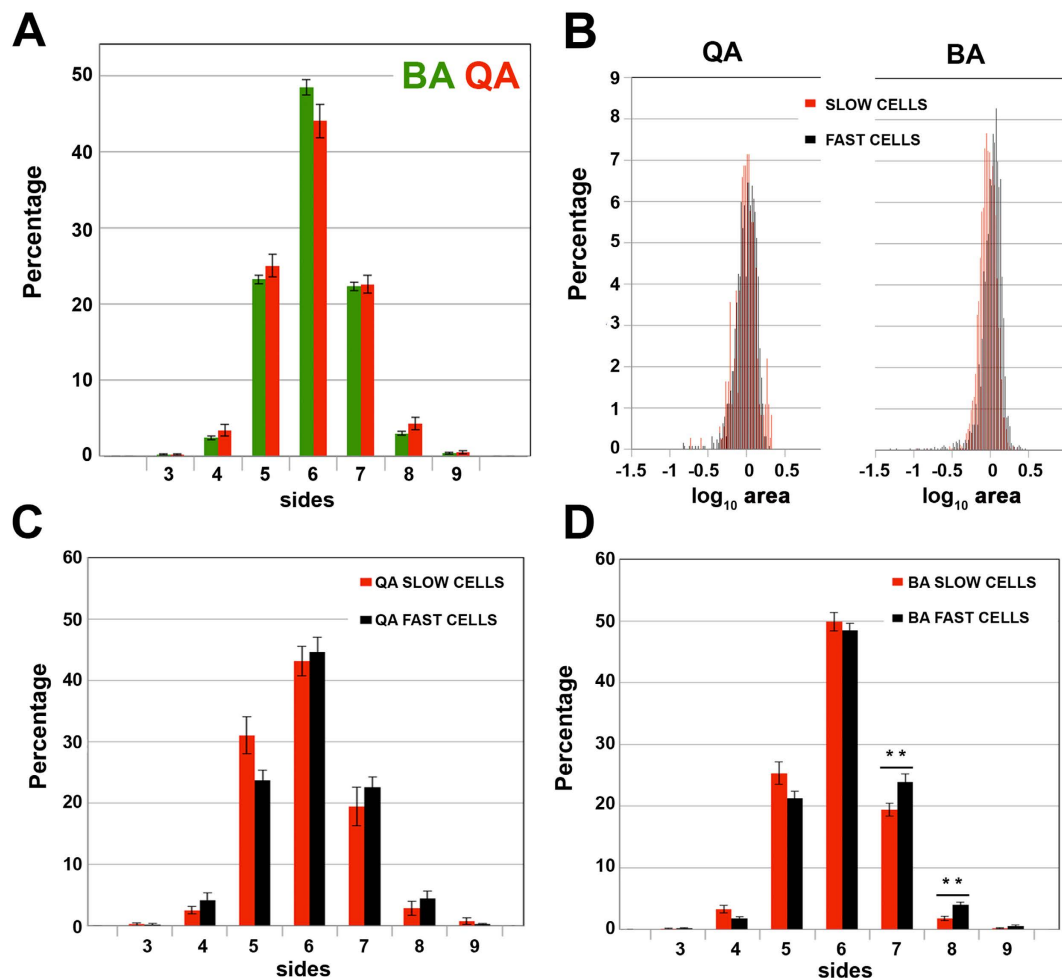 A
BA QA
Percentage
50
40
30
20
10
0
3 4 5 6 7 8 9
sides
B
QA BA
SLOW CELLS
FAST CELLS
Percentage
9
8
7
6
5
4
3
2
1
0
-1.5 -1 -0.5 0 0.5
-1.5 -1 -0.5 0 0.5
log10 area
log10 area
C
QA SLOW CELLS
QA FAST CELLS
Percentage
60
50
40
30
20
10
0
3 4 5 6 7 8 9
sides
D
BA SLOW CELLS
BA FAST CELLS
Percentage
60
50
40
30
20
10
0
* *
* *
3 4 5 6 7 8 9
sides